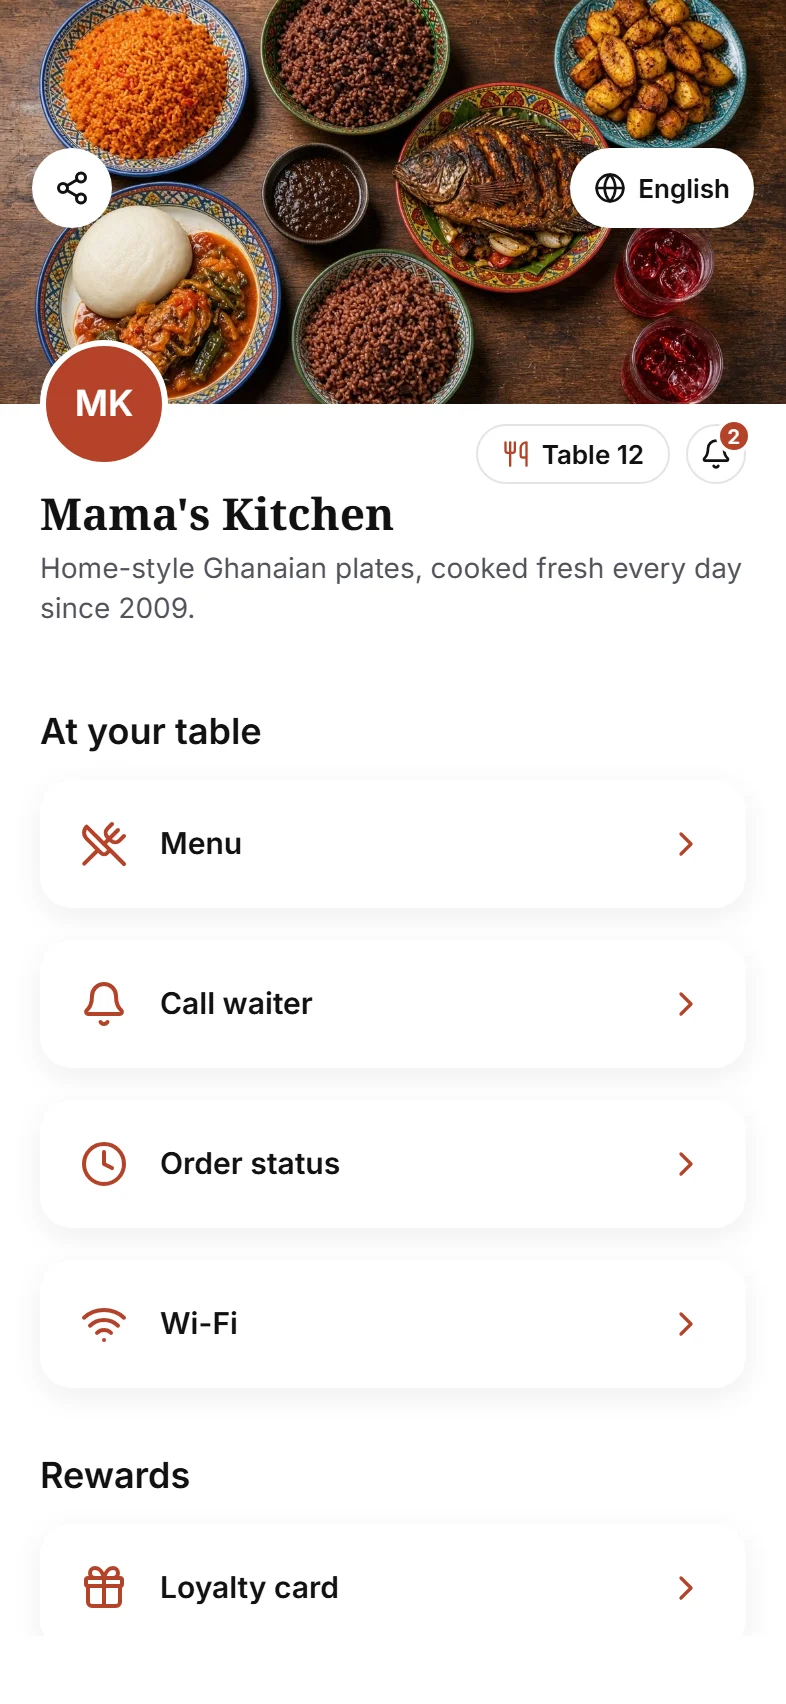 English
MK
Table 12
2
Mama's Kitchen
Home-style Ghanaian plates, cooked fresh every day
since 2009.
At your table
Menu
Call waiter
Order status
Wi-Fi
Rewards
Loyalty card